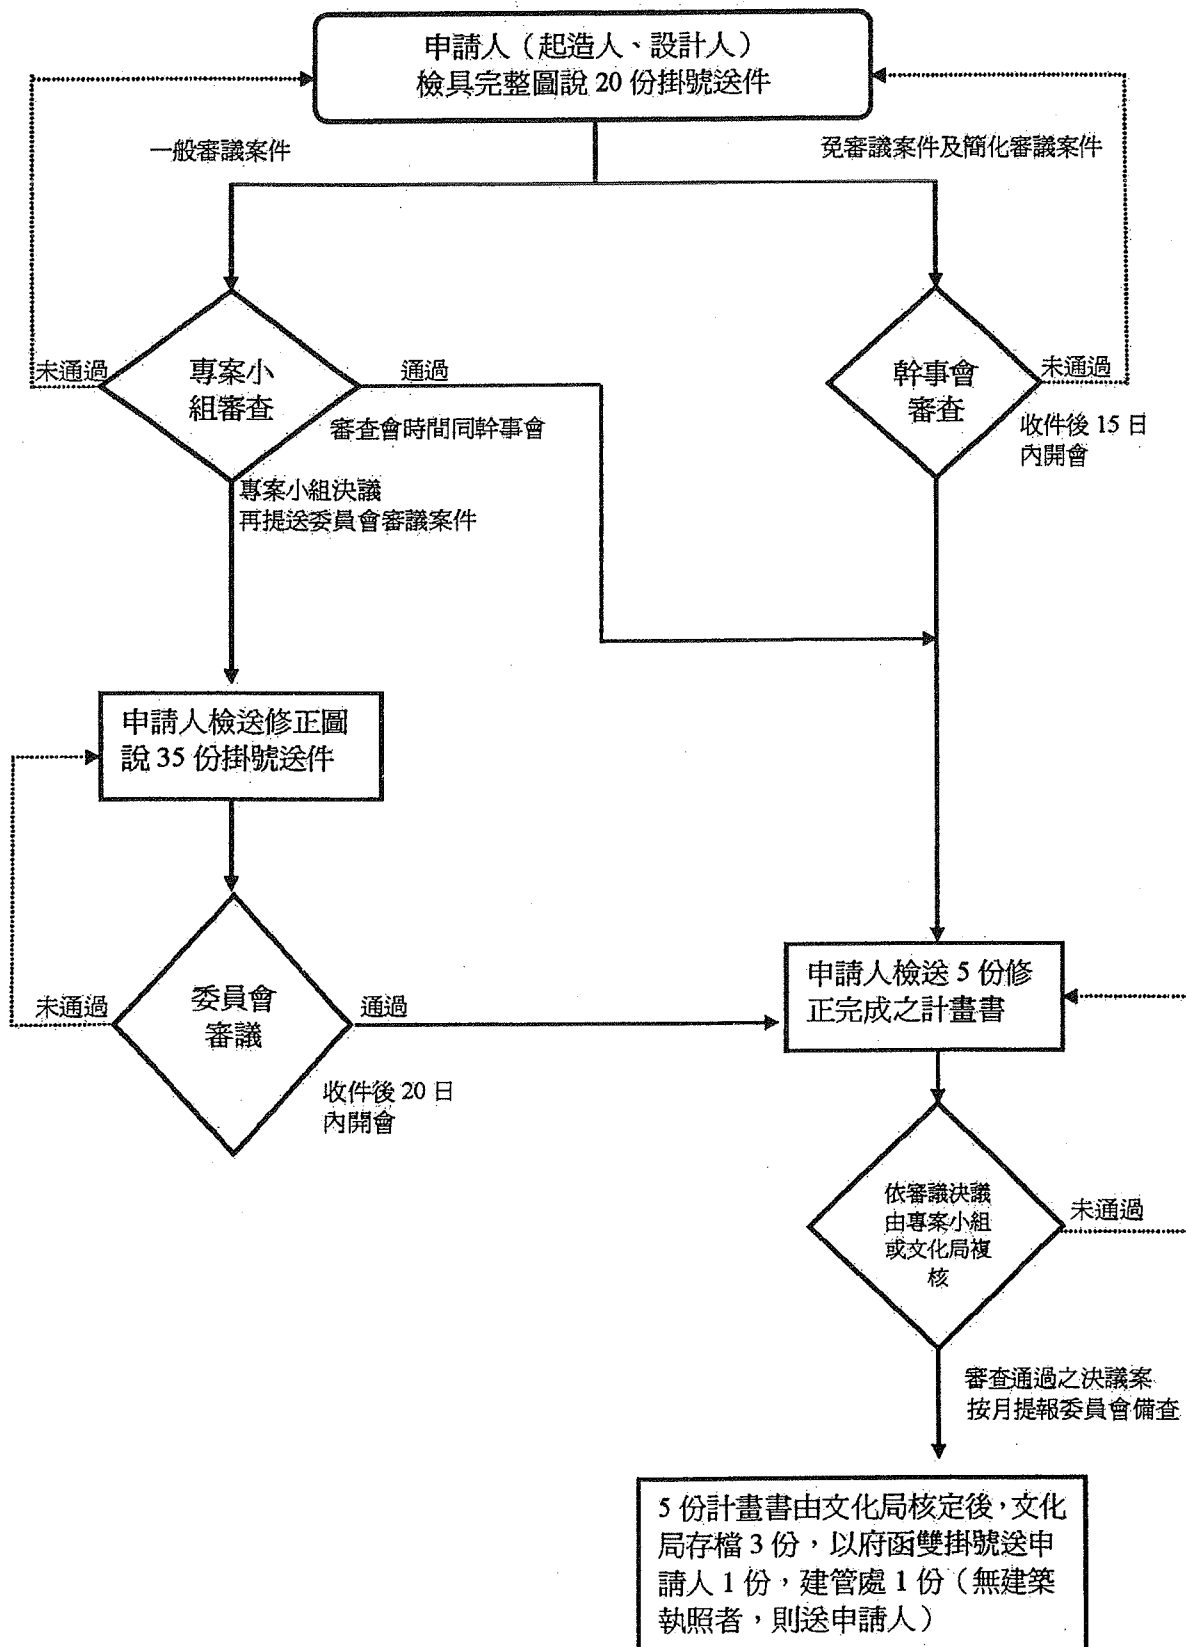 申請人（起造人、設計人）
檢具完整圖說 20 份掛號送件
一般審議案件
免審議案件及簡化審議案件
未通過
專案小
組審查
通過
審查會時間同幹事會
幹事會
審查
未通過
收件後 15 日
內開會
專案小組決議
再提送委員會審議案件
申請人檢送修正圖
說 35 份掛號送件
未通過
委員會
審議
通過
收件後 20 日
內開會
申請人檢送 5 份修
正完成之計畫書
依審議決議
由專案小組
或文化局複
核
未通過
審查通過之決議案
按月提報委員會備查
5 份計畫書由文化局核定後，文化
局存檔 3 份，以府函雙掛號送申
請人 1 份，建管處 1 份（無建築
執照者，則送申請人）